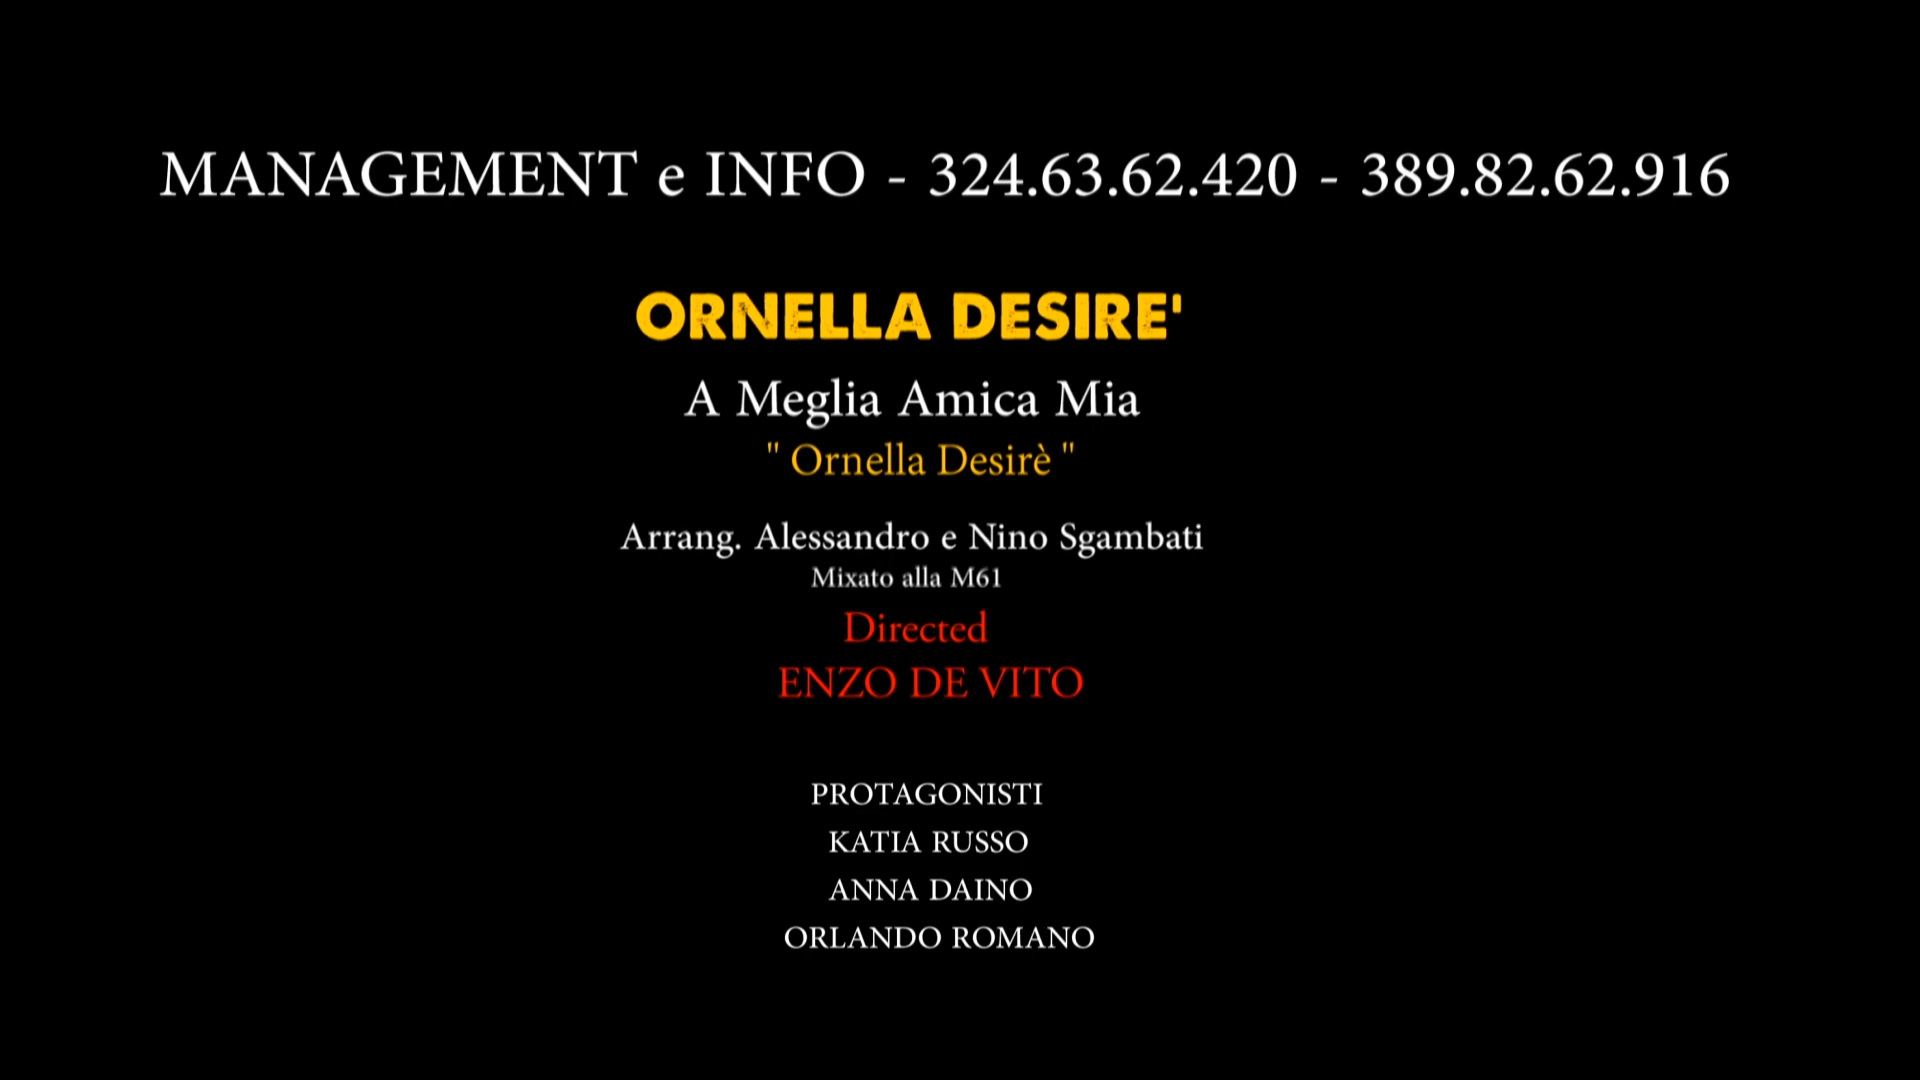 MANAGEMENT e INFO - 324.63.62.420 - 389.82.62.916
ORNELLA DESIRE'
A Meglia Amica Mia
" Ornella Desirè "
Arrang. Alessandro e Nino Sgambati
Mixato alla M61
Directed
ENZO DE VITO
PROTAGONISTI
KATIA RUSSO
ANNA DAINO
ORLANDO ROMANO